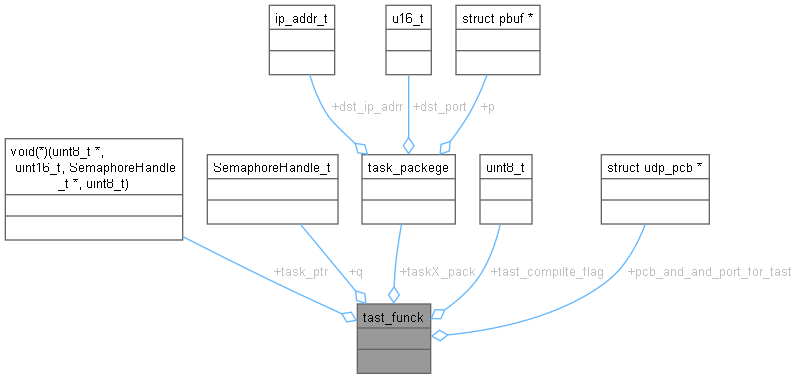 ip_addr_t
u16_t
struct pbuf *
+dst_ip_adrr
+dst_port
+p
void(*)(uint8_t *,
uint16_t, SemaphoreHandle
_t *, uint8_t)
SemaphoreHandle_t
task_packege
uint8_t
struct udp_pcb *
+task_ptr
+q
+taskX_pack
+tast_complite_flag
+pcb_and_and_port_for_tast
tast_funck